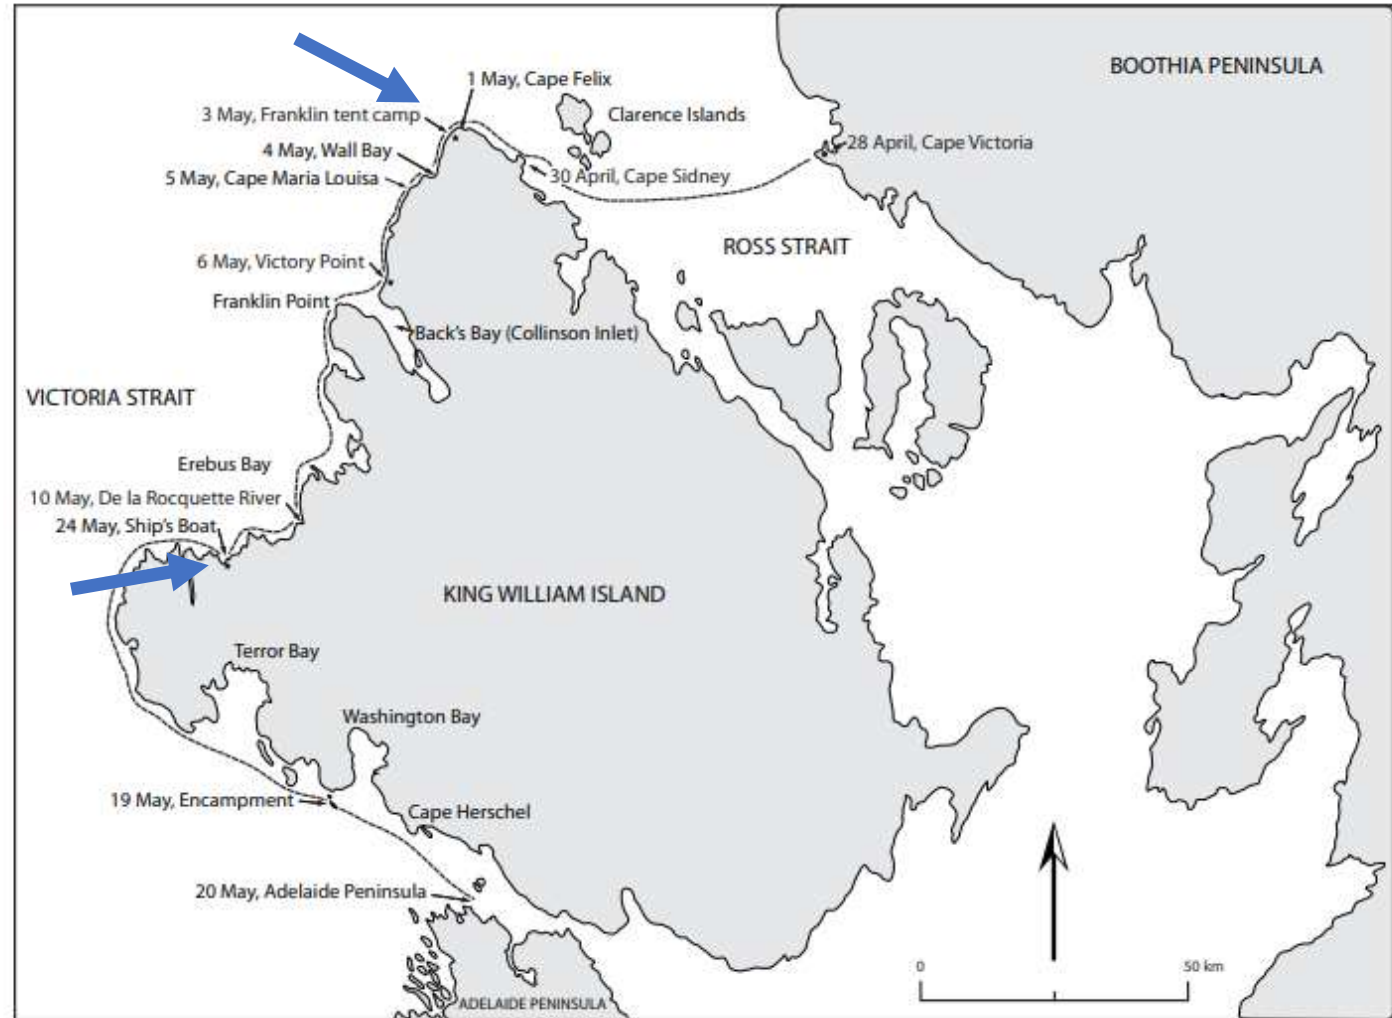 BOOTHIA PENINSULA
1 May, Cape Felix
3 May, Franklin tent camp
Clarence Islands
4 May, Wall Bay
28 April, Cape Victoria
5 May, Cape Maria Louisa
30 April, Cape Sidney
ROSS STRAIT
6 May, Victory Point
Franklin Point
Back's Bay (Collinson Inlet)
VICTORIA STRAIT
Erebus Bay
10 May, De la Rocquette River
24 May, Ship's Boat
KING WILLIAM ISLAND
Terror Bay
Washington Bay
19 May, Encampment
Cape Herschel
20 May, Adelaide Peninsula
0
50 km
ADELAIDE PENINSULA